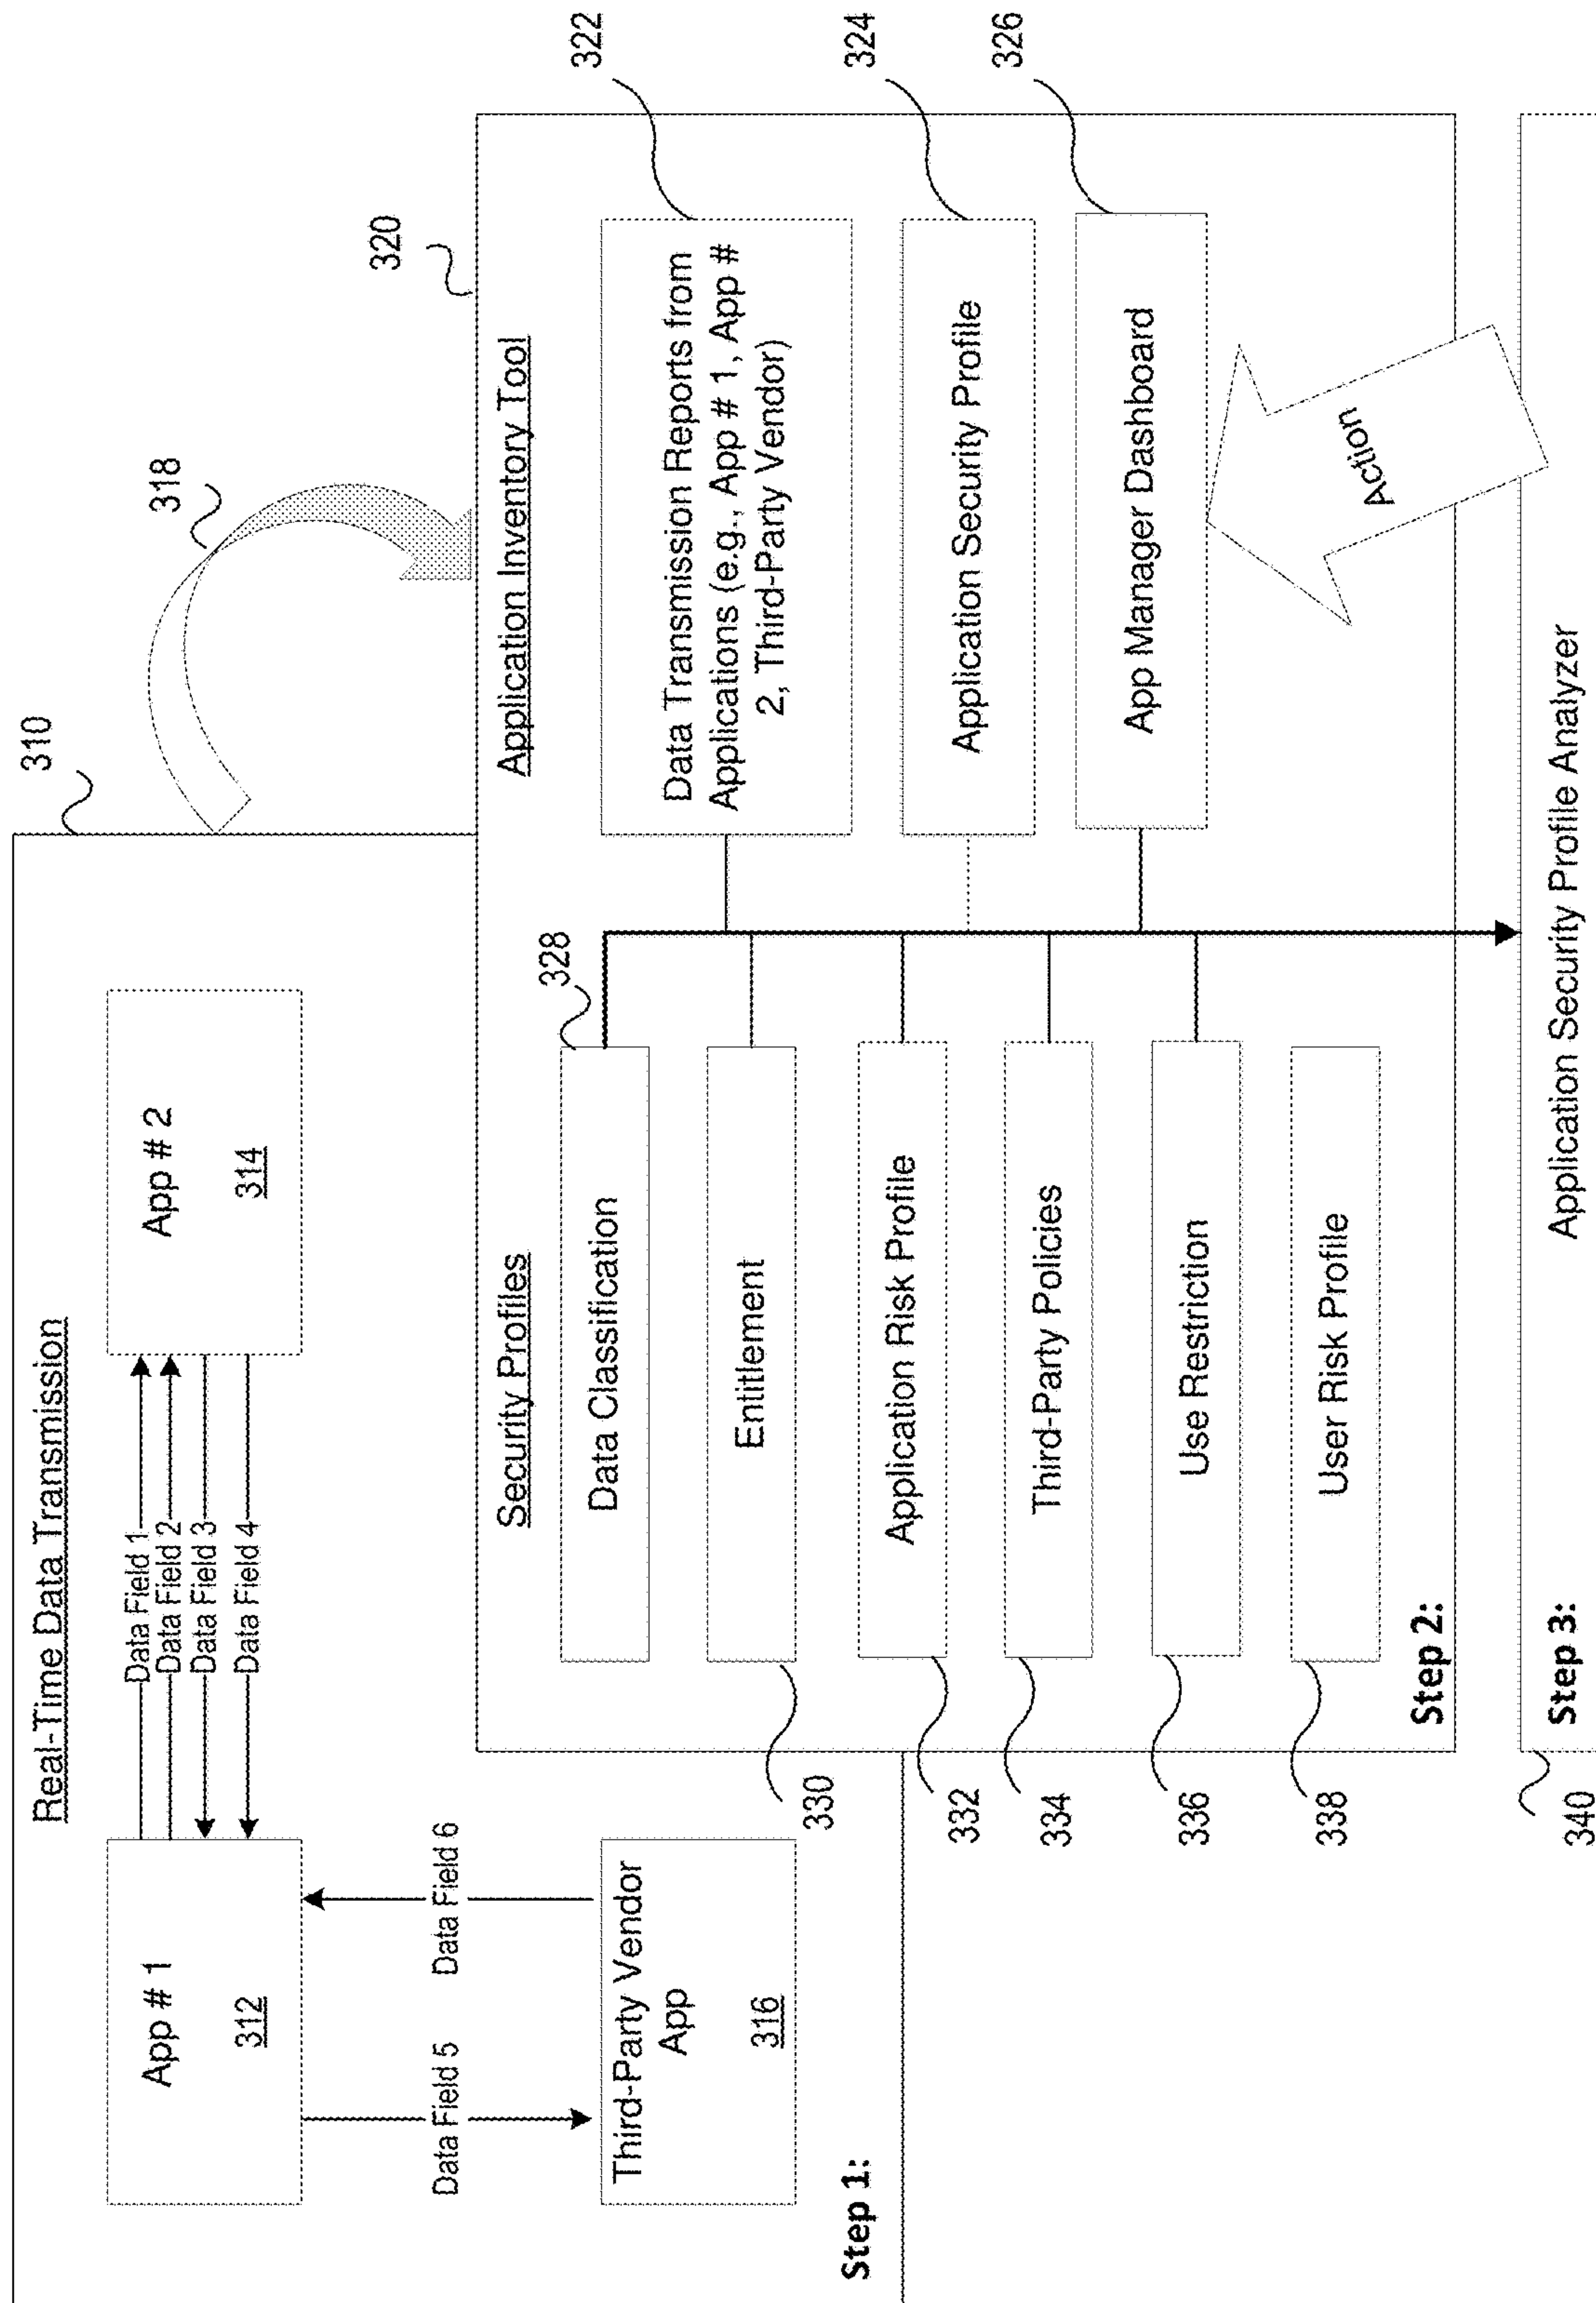 Real-Time Data Transmission
310
App # 1
312
Data Field 1
Data Field 2
Data Field 3
Data Field 4
App # 2
314
318
Data Field 5
Data Field 6
Third-Party Vendor
App
316
Step 1:
320
Security Profiles
Application Inventory Tool
Data Classification
328
Entitlement
330
Application Risk Profile
332
Third-Party Policies
334
Use Restriction
336
User Risk Profile
338
Data Transmission Reports from
Applications (e.g., App # 1, App #
2, Third-Party Vendor)
322
Application Security Profile
324
App Manager Dashboard
326
Action
Step 2:
340
Step 3:
Application Security Profile Analyzer